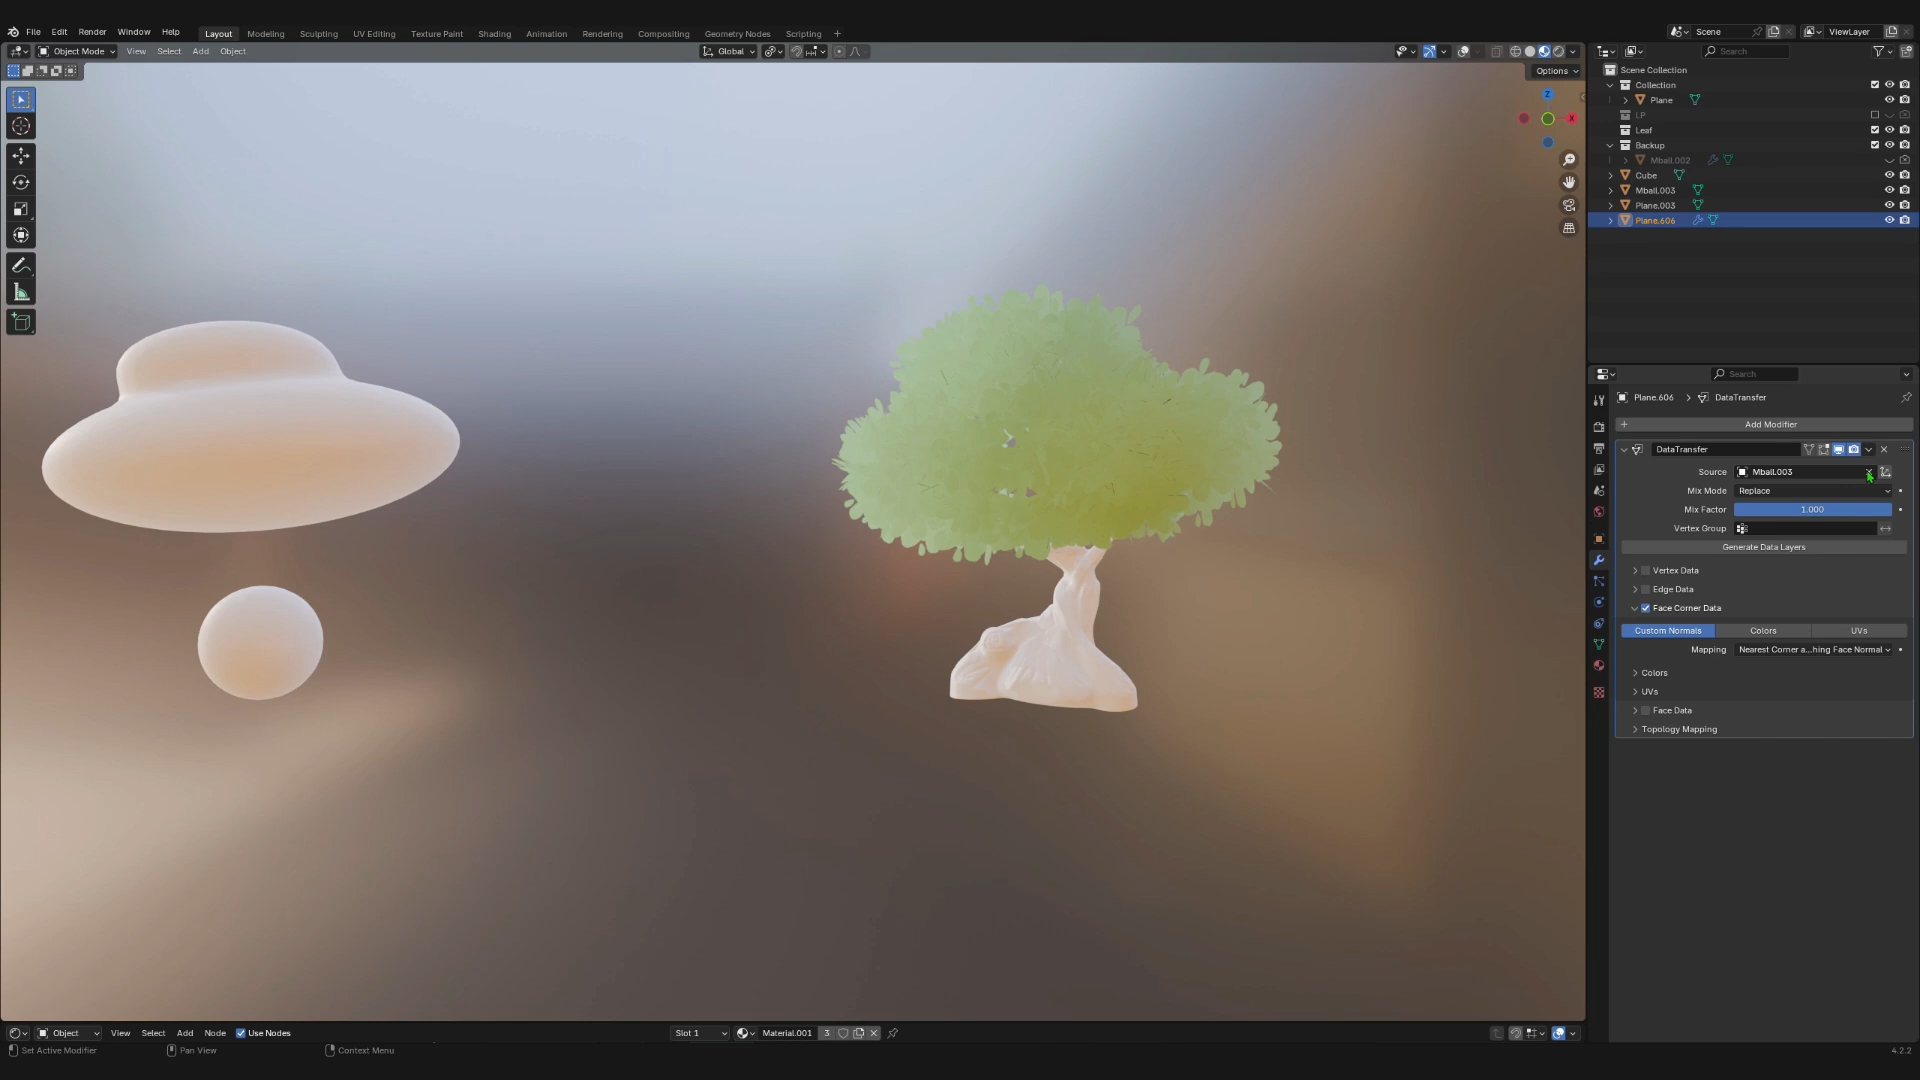 File Edit Render Window Help Layout Modeling Sculpting UV Editing Texture Paint Shading Animation Rendering Compositing Geometry Nodes Scripting + Scene ViewLayer
Object Mode View Select Add Object Global Search
Options
Z
X
Scene Collection
Collection
Plane
LP
Leaf
Backup
Mball.002
Cube
Mball.003
Plane.003
Plane.606
Search
Plane.606 > DataTransfer
+ Add Modifier
DataTransfer
Source Mball.003
Mix Mode Replace
Mix Factor 1.000
Vertex Group
Generate Data Layers
Vertex Data
Edge Data
Face Corner Data
Custom Normals Colors UVs
Mapping Nearest Corner a...hing Face Normal
Colors
UVs
Face Data
Topology Mapping
Object View Select Add Node Use Nodes Slot 1 Material.001 3
Set Active Modifier Pan View Context Menu 4.2.2